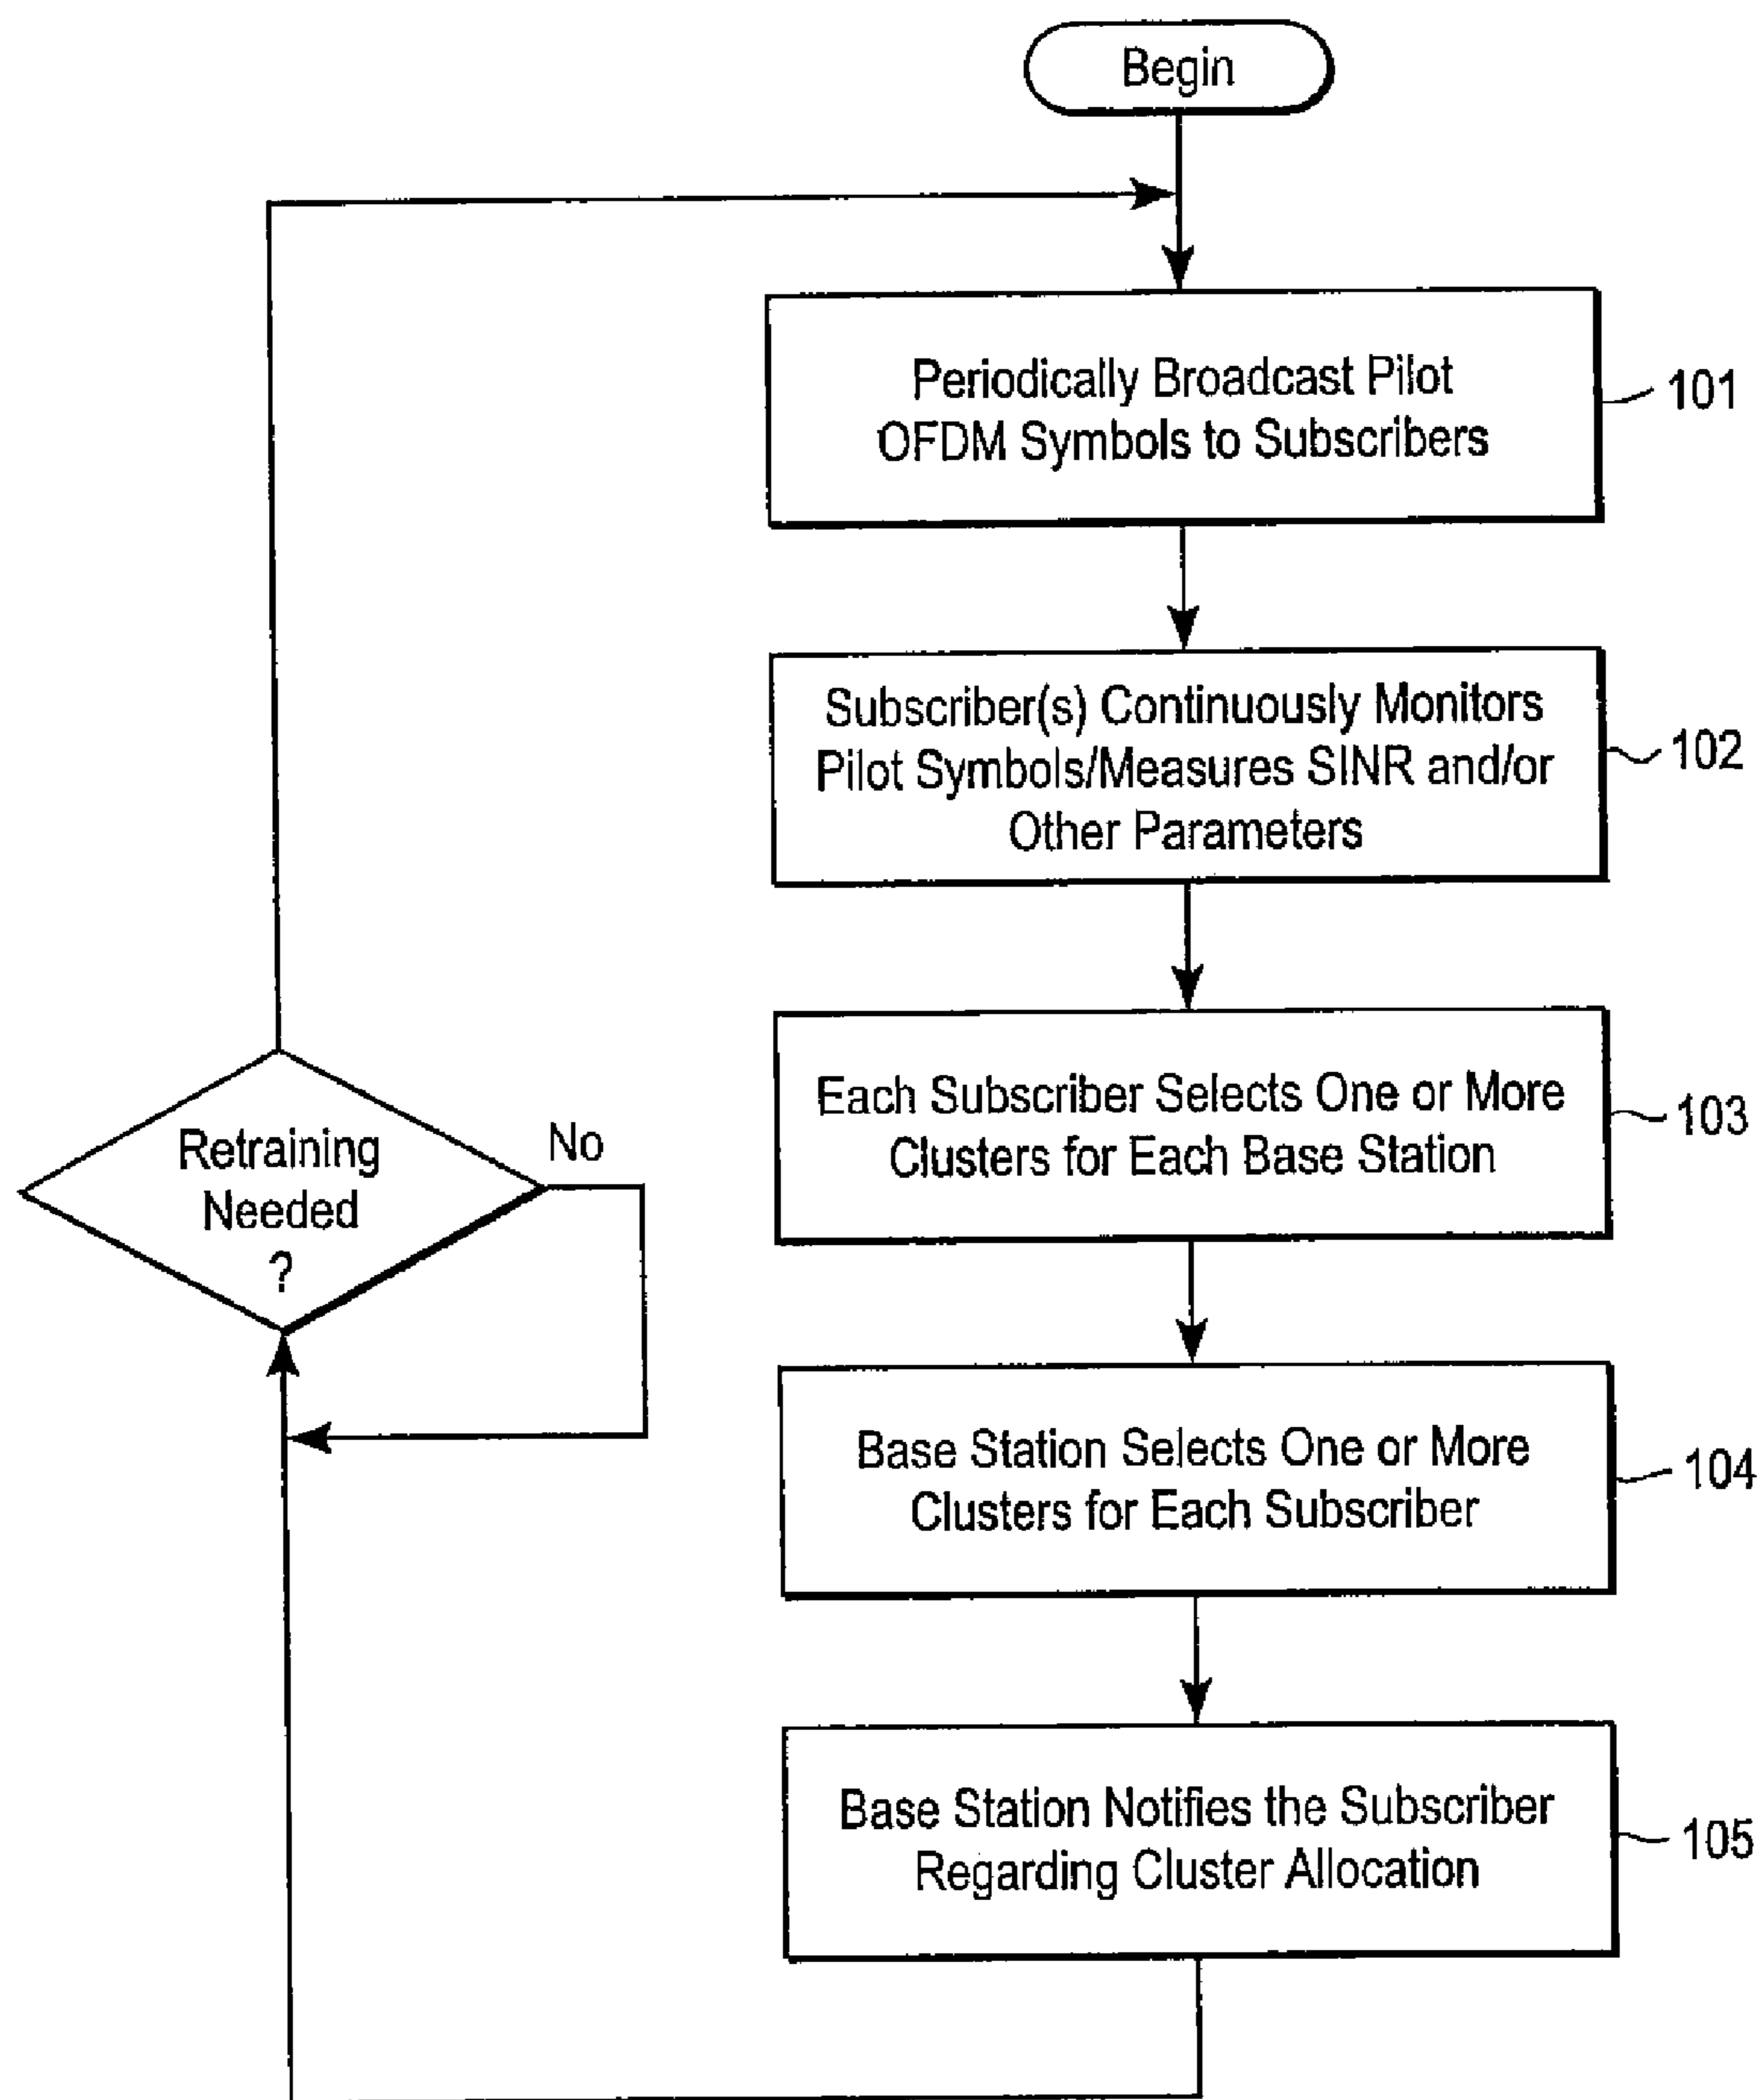 Begin
Periodically Broadcast Pilot
OFDM Symbols to Subscribers
101
Subscriber(s) Continuously Monitors
Pilot Symbols/Measures SINR and/or
Other Parameters
102
Each Subscriber Selects One or More
Clusters for Each Base Station
103
Retraining
Needed
?
No
Base Station Selects One or More
Clusters for Each Subscriber
104
Base Station Notifies the Subscriber
Regarding Cluster Allocation
105